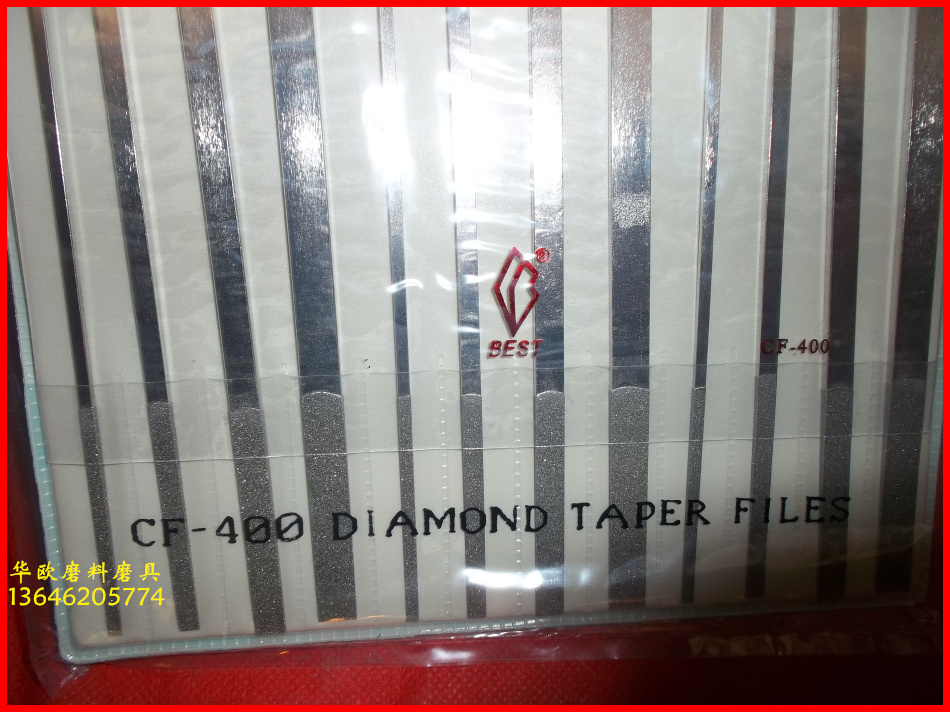 ®
BEST
CF-400
CF-400 DIAMOND TAPER FILES
华欧磨料磨具
13646205774